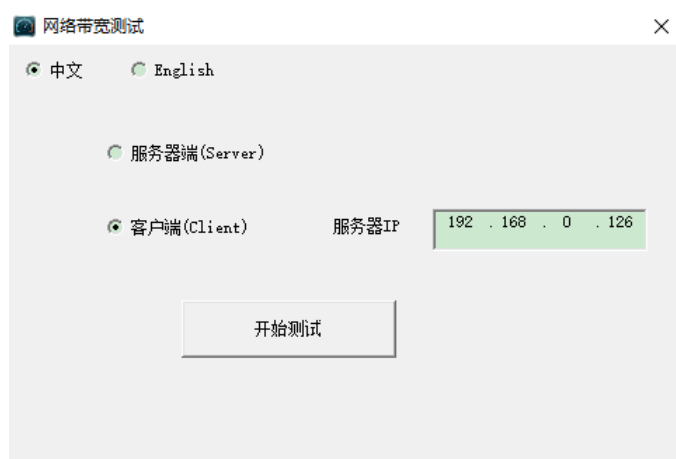 网络带宽测试
中文 English
服务器端(Server)
客户端(Client) 服务器IP 192 . 168 . 0 . 126
开始测试